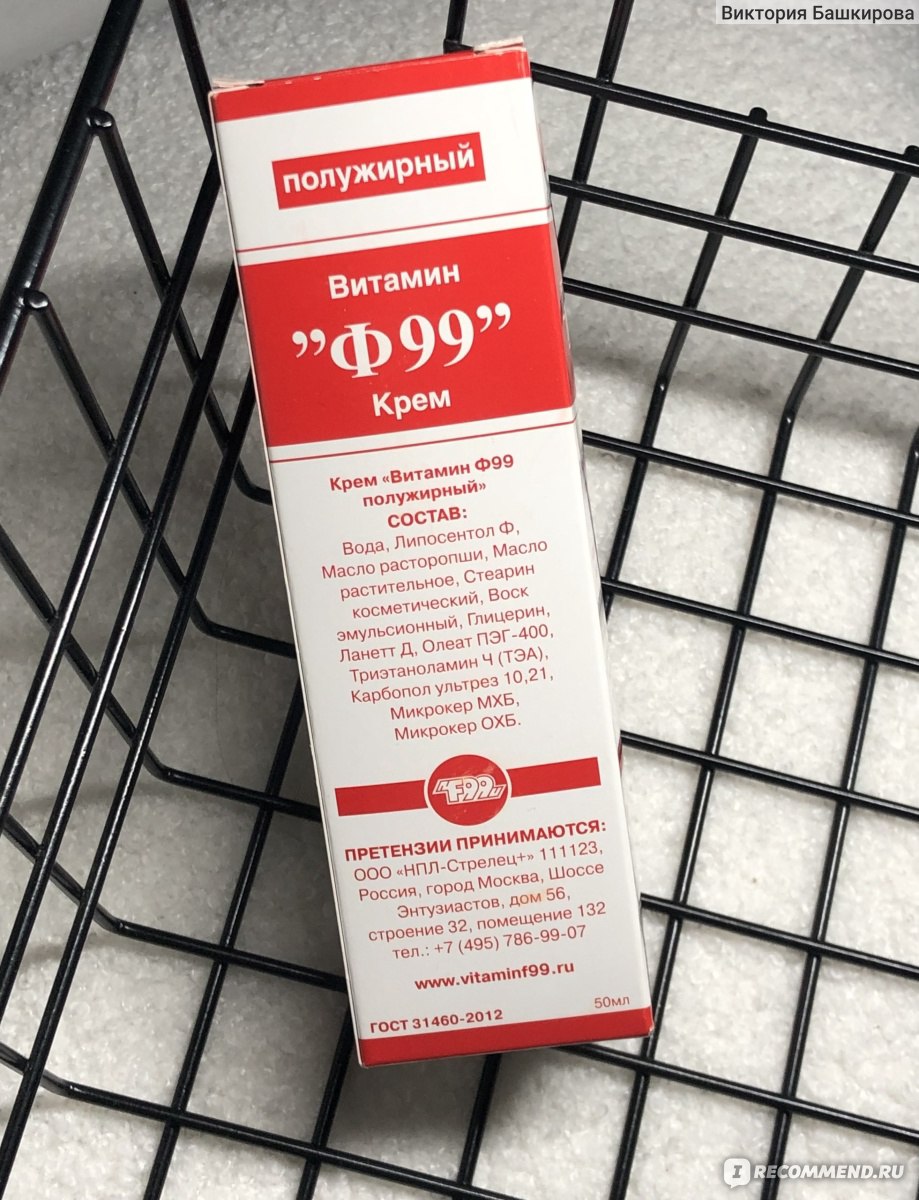 Виктория Башкирова
полужирный
Витамин
”Ф99”
Крем
Крем «Витамин Ф99
полужирный»
СОСТАВ:
Вода, Липосентол Ф,
Масло расторопши, Масло
растительное, Стеарин
косметический, Воск
эмульсионный, Глицерин,
Ланетт Д, Олеат ПЭГ-400,
Триэтаноламин Ч (ТЭА),
Карбопол ультрез 10,21,
Микрокер МХБ,
Микрокер ОХБ.
"F99"
ПРЕТЕНЗИИ ПРИНИМАЮТСЯ:
ООО «НПЛ-Стрелец+» 111123,
Россия, город Москва, Шоссе
Энтузиастов, дом 56,
строение 32, помещение 132
тел.: +7 (495) 786-99-07
www.vitaminf99.ru
50мл
ГОСТ 31460-2012
I RECOMMEND.RU